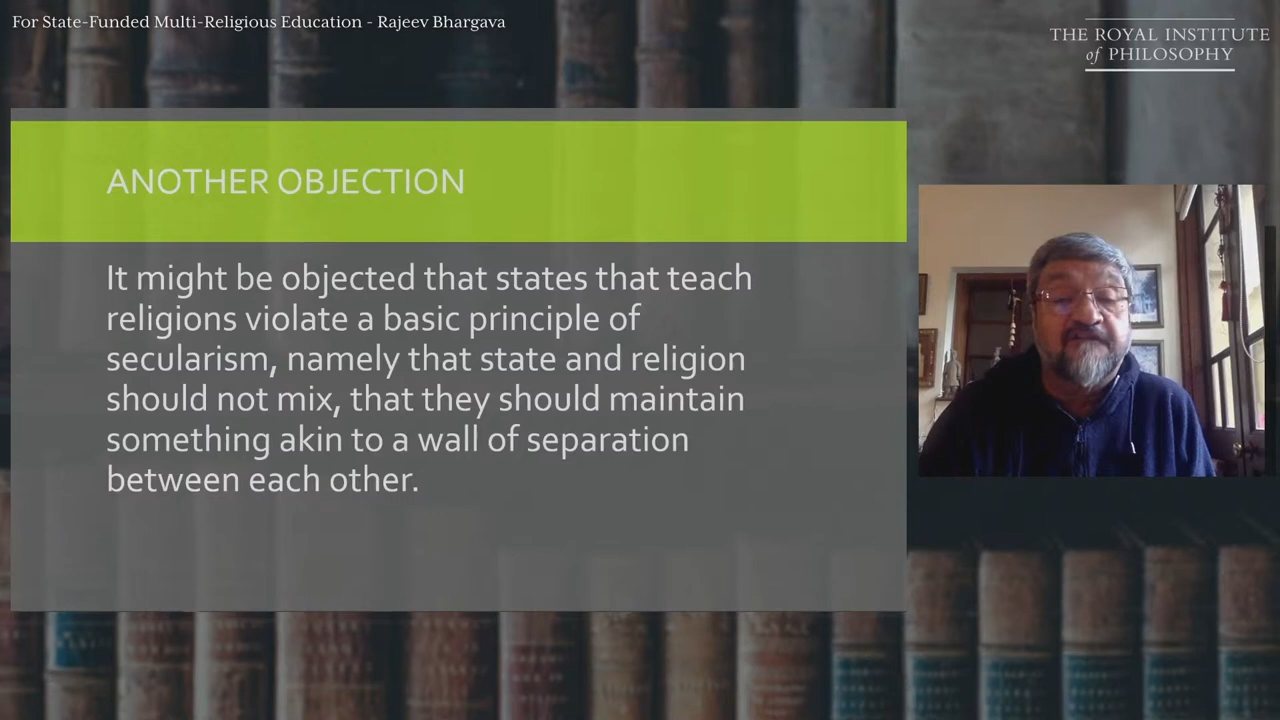 For State-Funded Multi-Religious Education - Rajeev Bhargava
THE ROYAL INSTITUTE
of PHILOSOPHY
ANOTHER OBJECTION
It might be objected that states that teach
religions violate a basic principle of
secularism, namely that state and religion
should not mix, that they should maintain
something akin to a wall of separation
between each other.